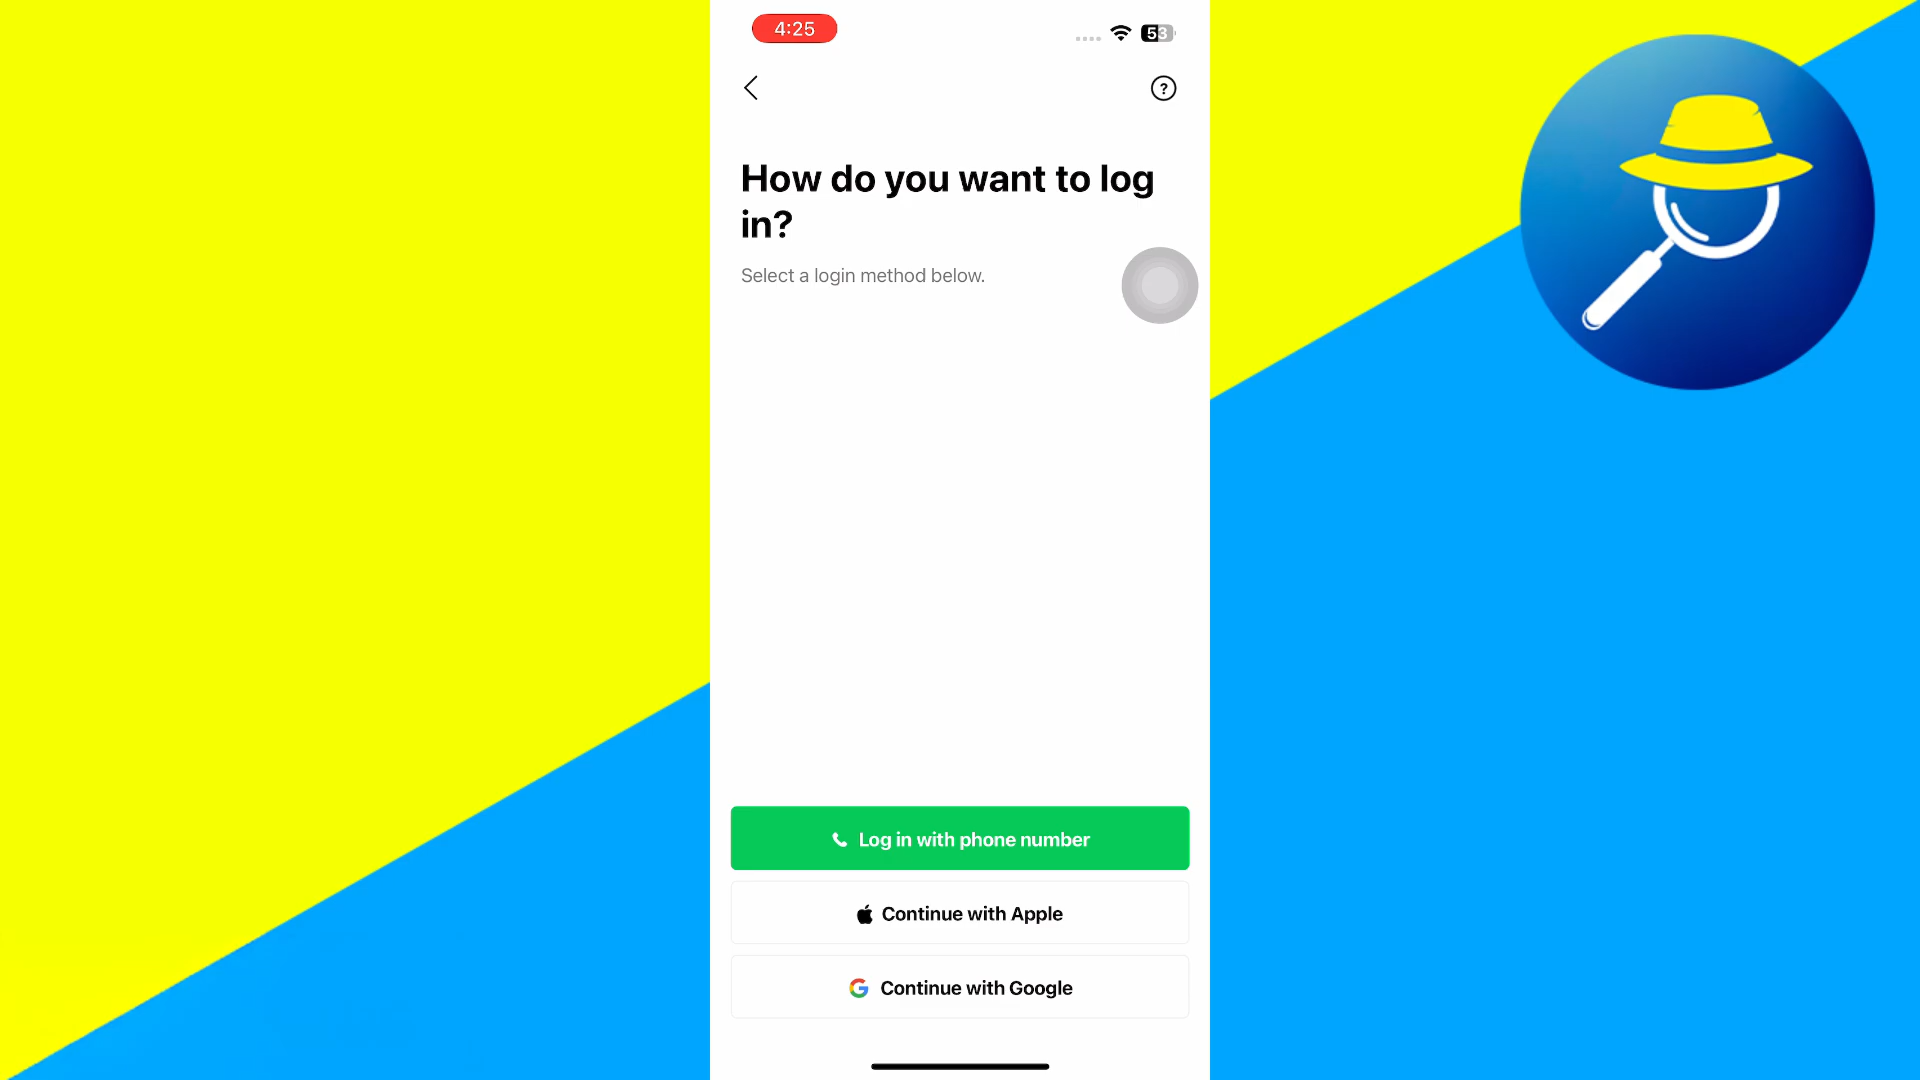 4:25
53
?
How do you want to log
in?
Select a login method below.
Log in with phone number
Continue with Apple
Continue with Google